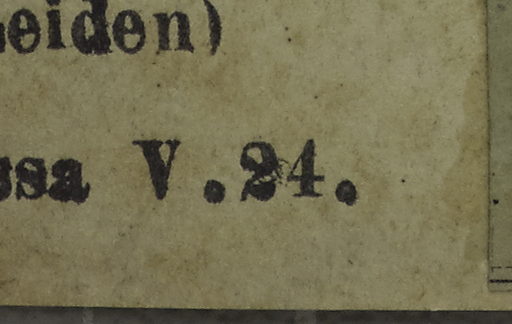 eiden)
ssa V.24.